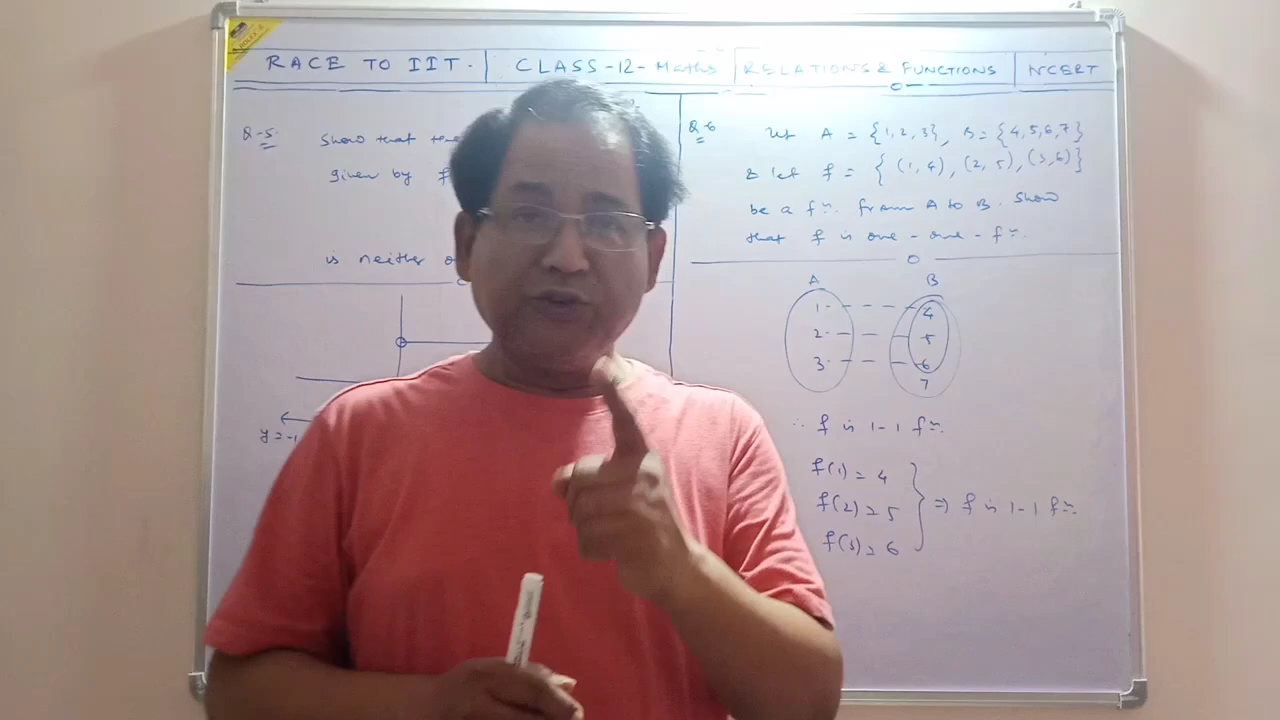 RACE TO IIT. CLASS-12-Maths RELATIONS & FUNCTIONS NCERT
Q-5. Show that the
given by f
is neither o
y=-1
Q6 Let A = {1,2,3}, B = {4,5,6,7}
& let f = { (1,4), (2,5), (3,6)}
be a fn. from A to B. Show
that f is one-one-fn.
A B
1 4
2 5
3 6
7
∴ f is 1-1 fn.
f(1) = 4
f(2) = 5 ⇒ f is 1-1 fn.
f(3) = 6